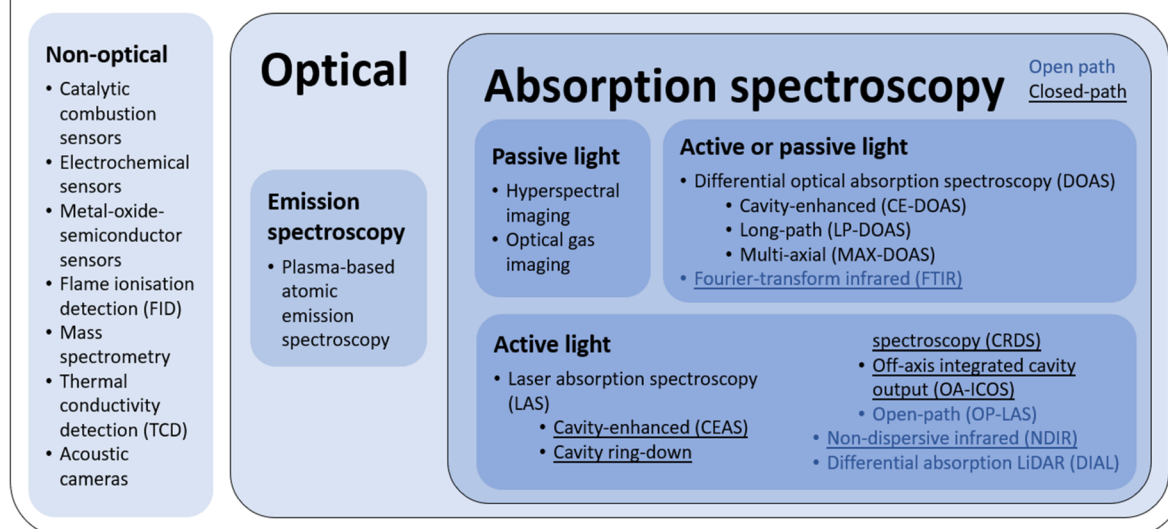 Non-optical
• Catalytic
combustion
sensors
• Electrochemical
sensors
• Metal-oxide-
semiconductor
sensors
• Flame ionisation
detection (FID)
• Mass
spectrometry
• Thermal
conductivity
detection (TCD)
• Acoustic
cameras
Optical
Emission
spectroscopy
• Plasma-based
atomic
emission
spectroscopy
Absorption spectroscopy
Open path
Closed-path
Passive light
• Hyperspectral
imaging
• Optical gas
imaging
Active or passive light
• Differential optical absorption spectroscopy (DOAS)
• Cavity-enhanced (CE-DOAS)
• Long-path (LP-DOAS)
• Multi-axial (MAX-DOAS)
• Fourier-transform infrared (FTIR)
Active light
• Laser absorption spectroscopy
(LAS)
• Cavity-enhanced (CEAS)
• Cavity ring-down
spectroscopy (CRDS)
• Off-axis integrated cavity
output (OA-ICOS)
• Open-path (OP-LAS)
• Non-dispersive infrared (NDIR)
• Differential absorption LiDAR (DIAL)